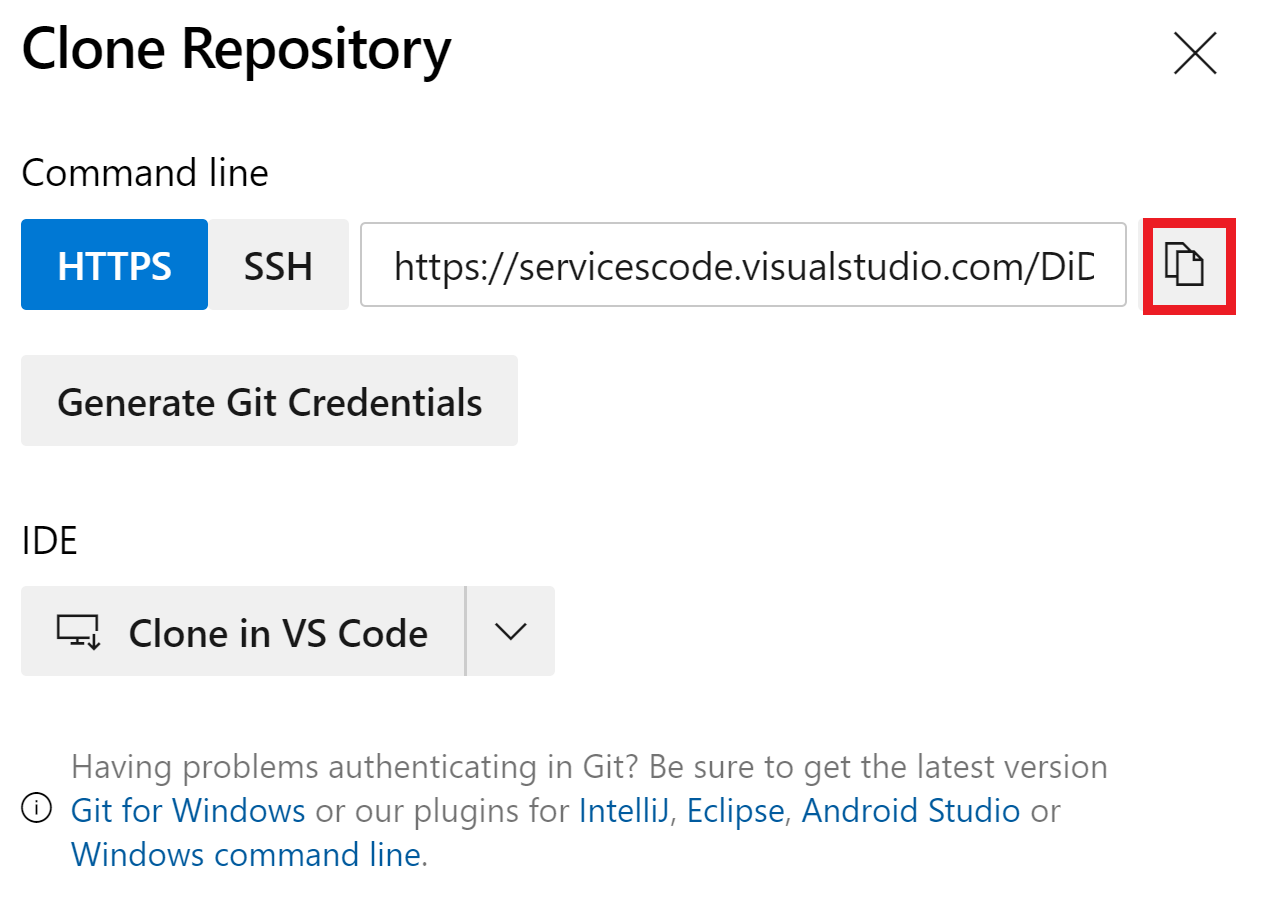 Clone Repository
Command line
HTTPS SSH https://servicescode.visualstudio.com/DiD
Generate Git Credentials
IDE
Clone in VS Code
Having problems authenticating in Git? Be sure to get the latest version
Git for Windows or our plugins for IntelliJ, Eclipse, Android Studio or
Windows command line.